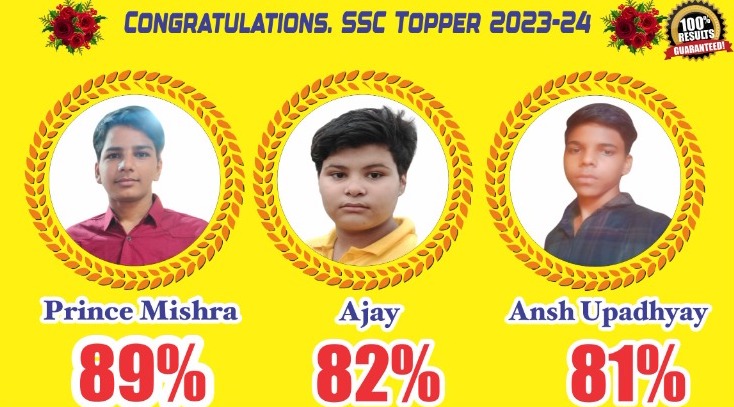 CONGRATULATIONS. SSC TOPPER 2023-24
100%
RESULTS
GUARANTEED!
Prince Mishra
Ajay
Ansh Upadhyay
89%
82%
81%